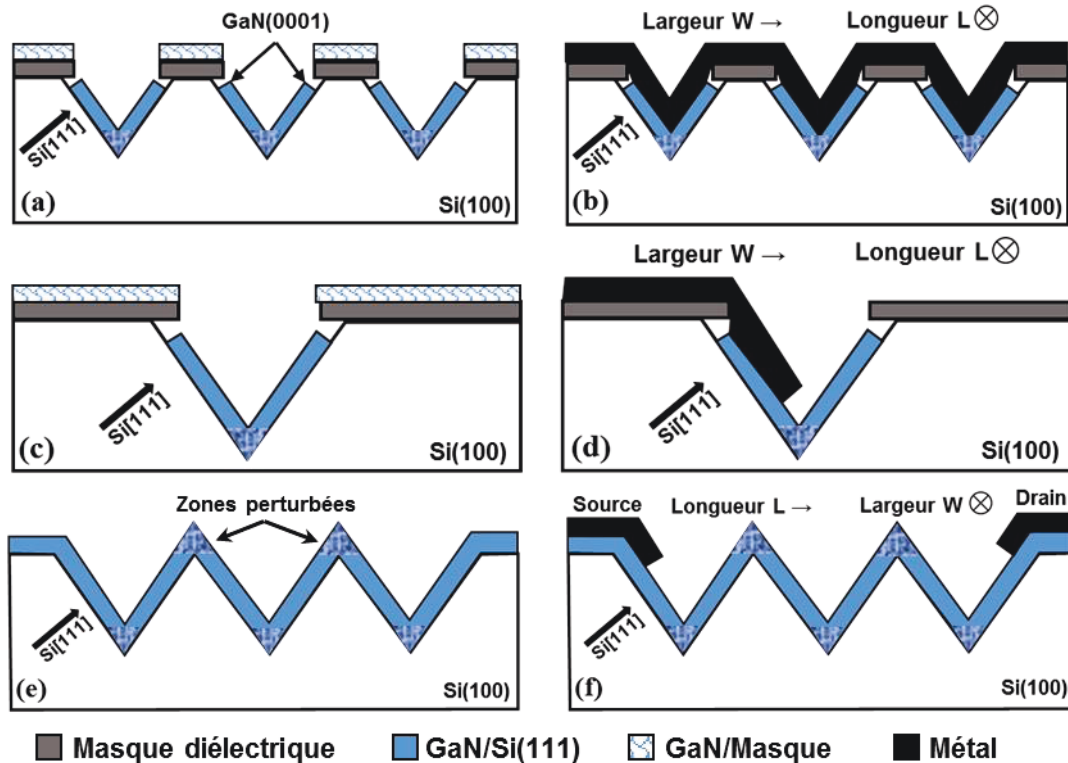 GaN(0001)
Si[111]
(a)
Si(100)
Largeur W → Longueur L ⊗
Si[111]
(b)
Si(100)
Si[111]
(c)
Si(100)
Largeur W → Longueur L ⊗
Si[111]
(d)
Si(100)
Zones perturbées
Si[111]
(e)
Si(100)
Source Longueur L → Largeur W ⊗ Drain
Si[111]
(f)
Si(100)
Masque diélectrique GaN/Si(111) GaN/Masque Métal